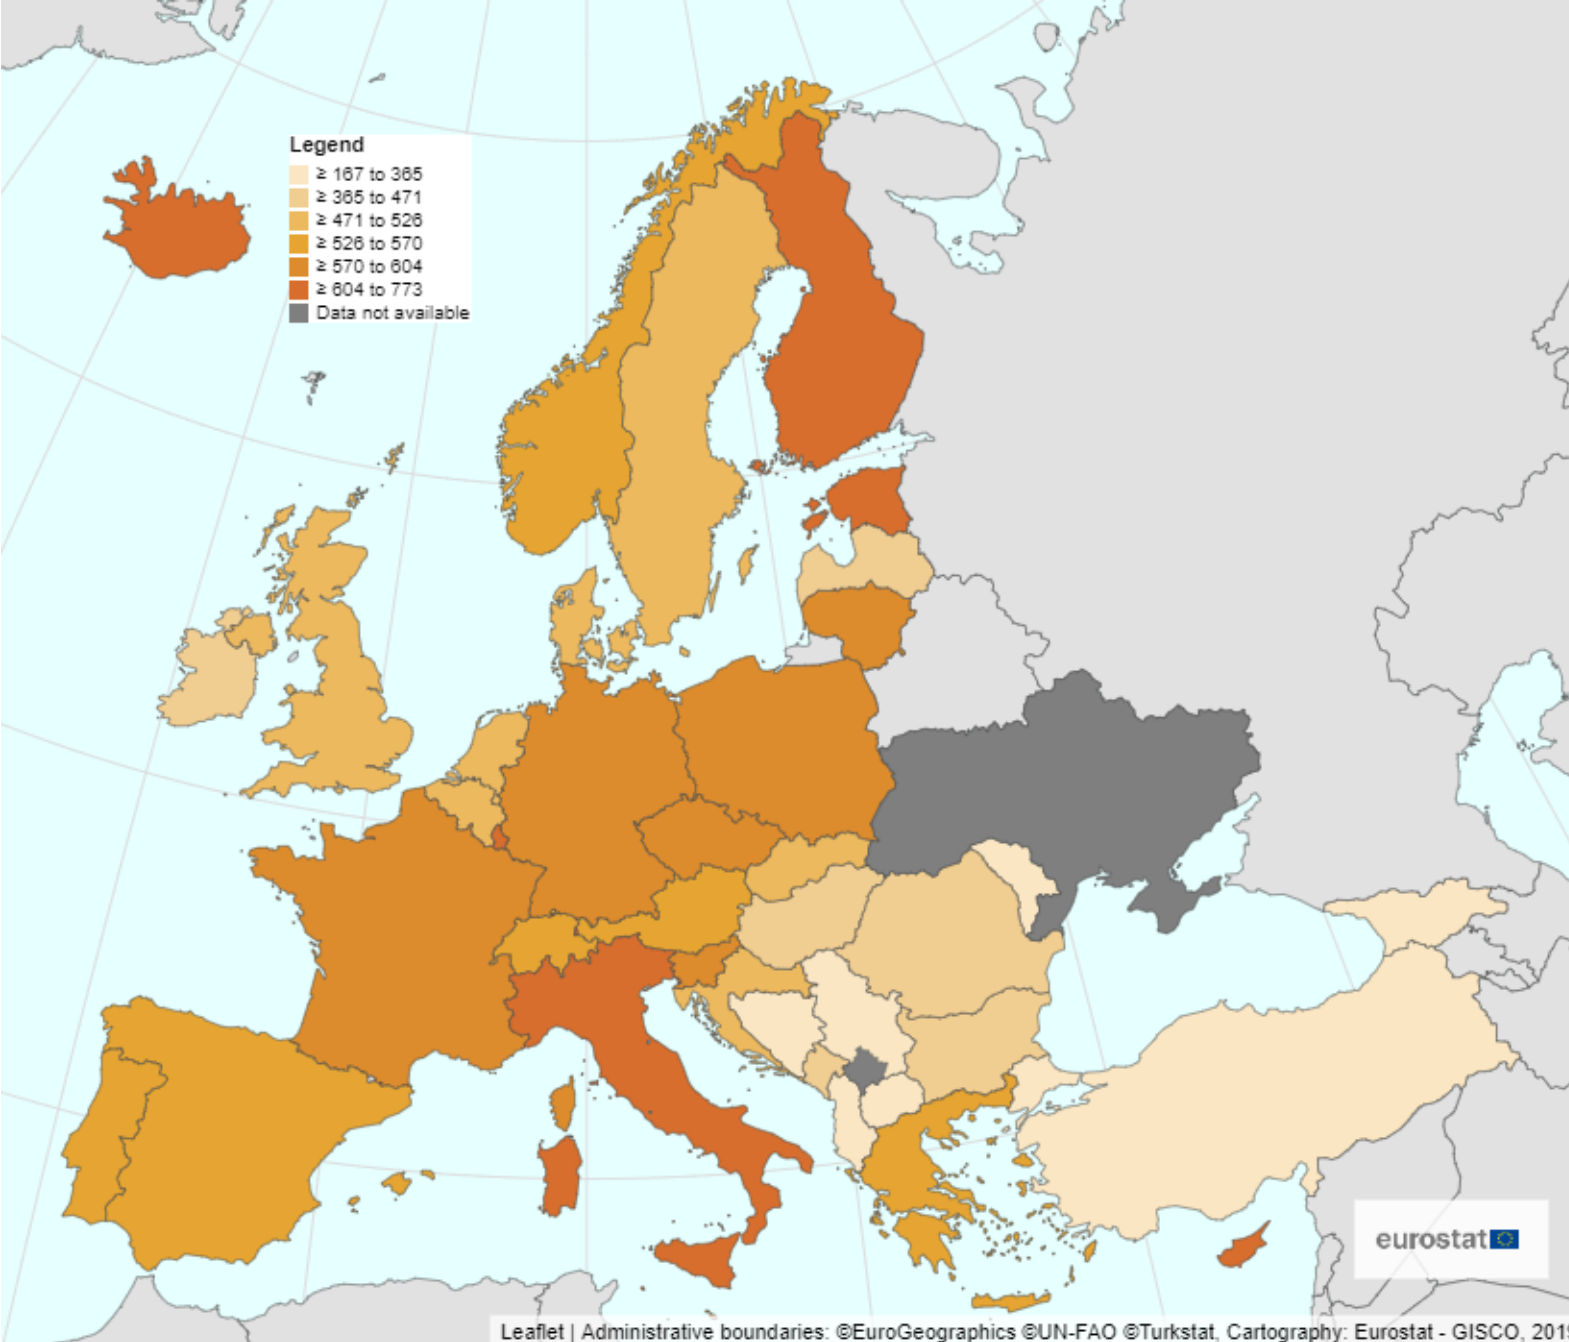 Legend
≥ 167 to 365
≥ 365 to 471
≥ 471 to 526
≥ 526 to 570
≥ 570 to 604
≥ 604 to 773
Data not available
eurostat
Leaflet | Administrative boundaries: ©EuroGeographics ©UN-FAO ©Turkstat, Cartography: Eurostat - GISCO, 201